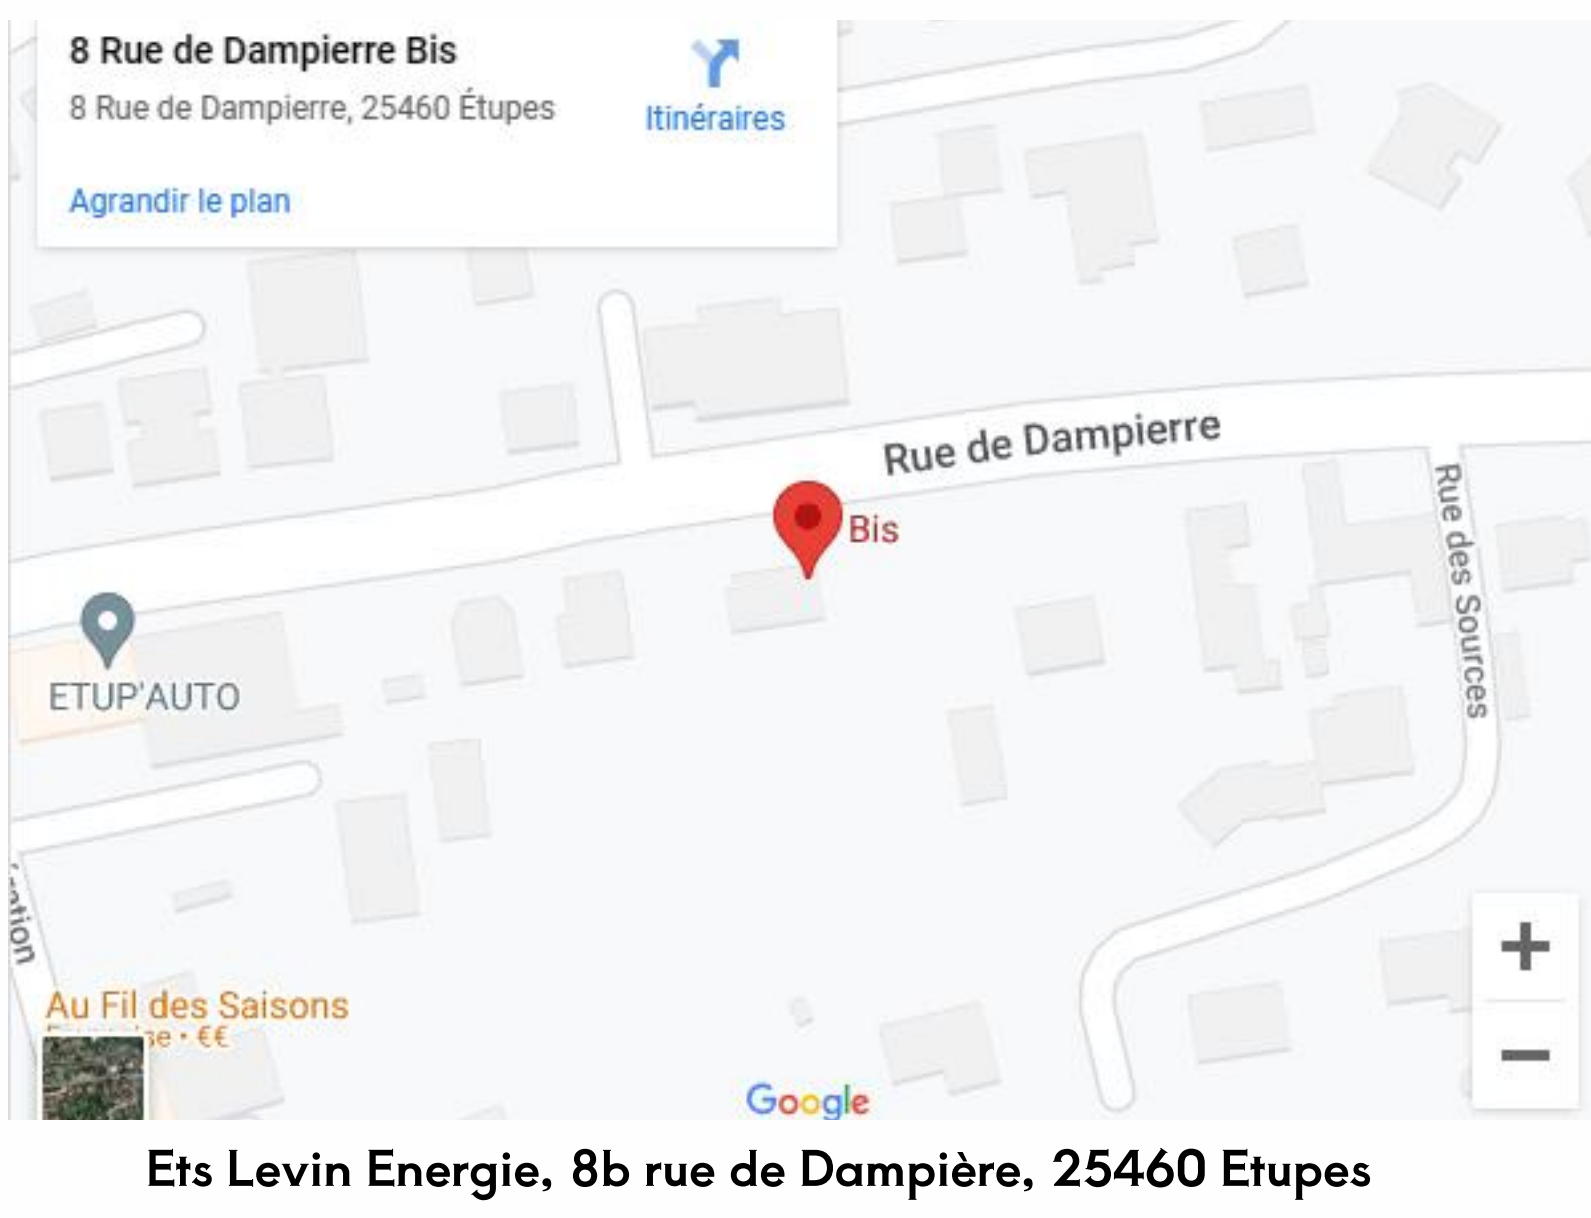 8 Rue de Dampierre Bis
8 Rue de Dampierre, 25460 Étupes
Itinéraires
Agrandir le plan
Rue de Dampierre
Bis
Rue des Sources
ETUP'AUTO
Au Fil des Saisons
€€
Google
Ets Levin Energie, 8b rue de Dampière, 25460 Etupes